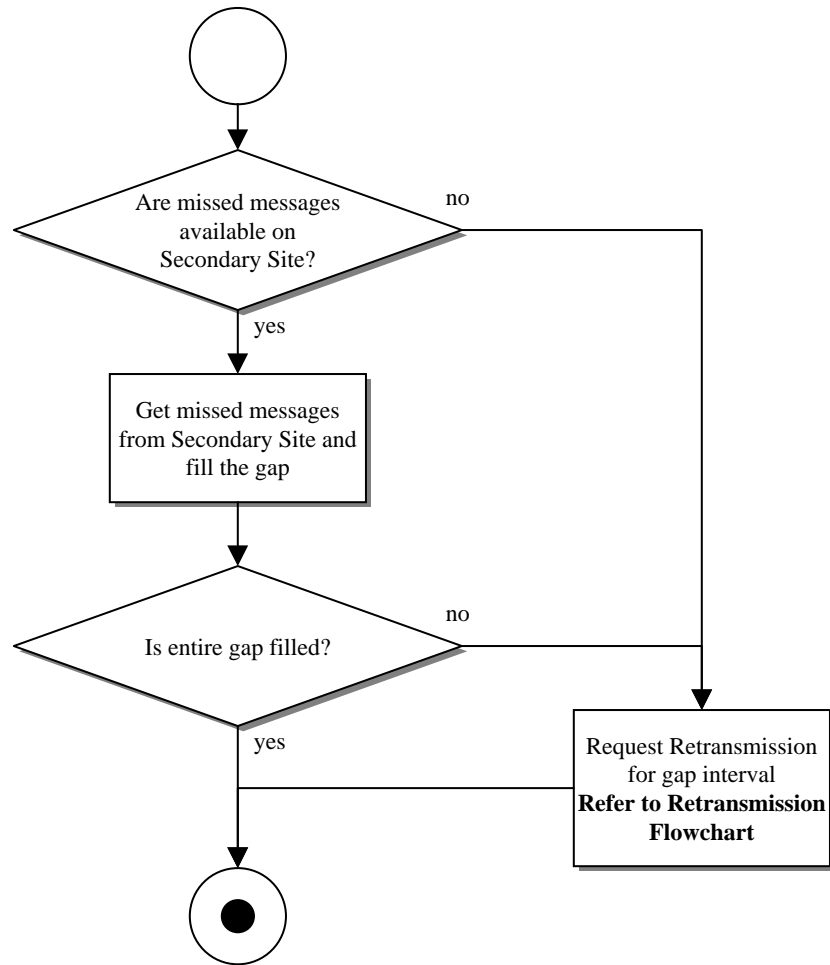 Are missed messages
available on
Secondary Site?
no
yes
Get missed messages
from Secondary Site and
fill the gap
Is entire gap filled?
no
yes
Request Retransmission
for gap interval
Refer to Retransmission
Flowchart